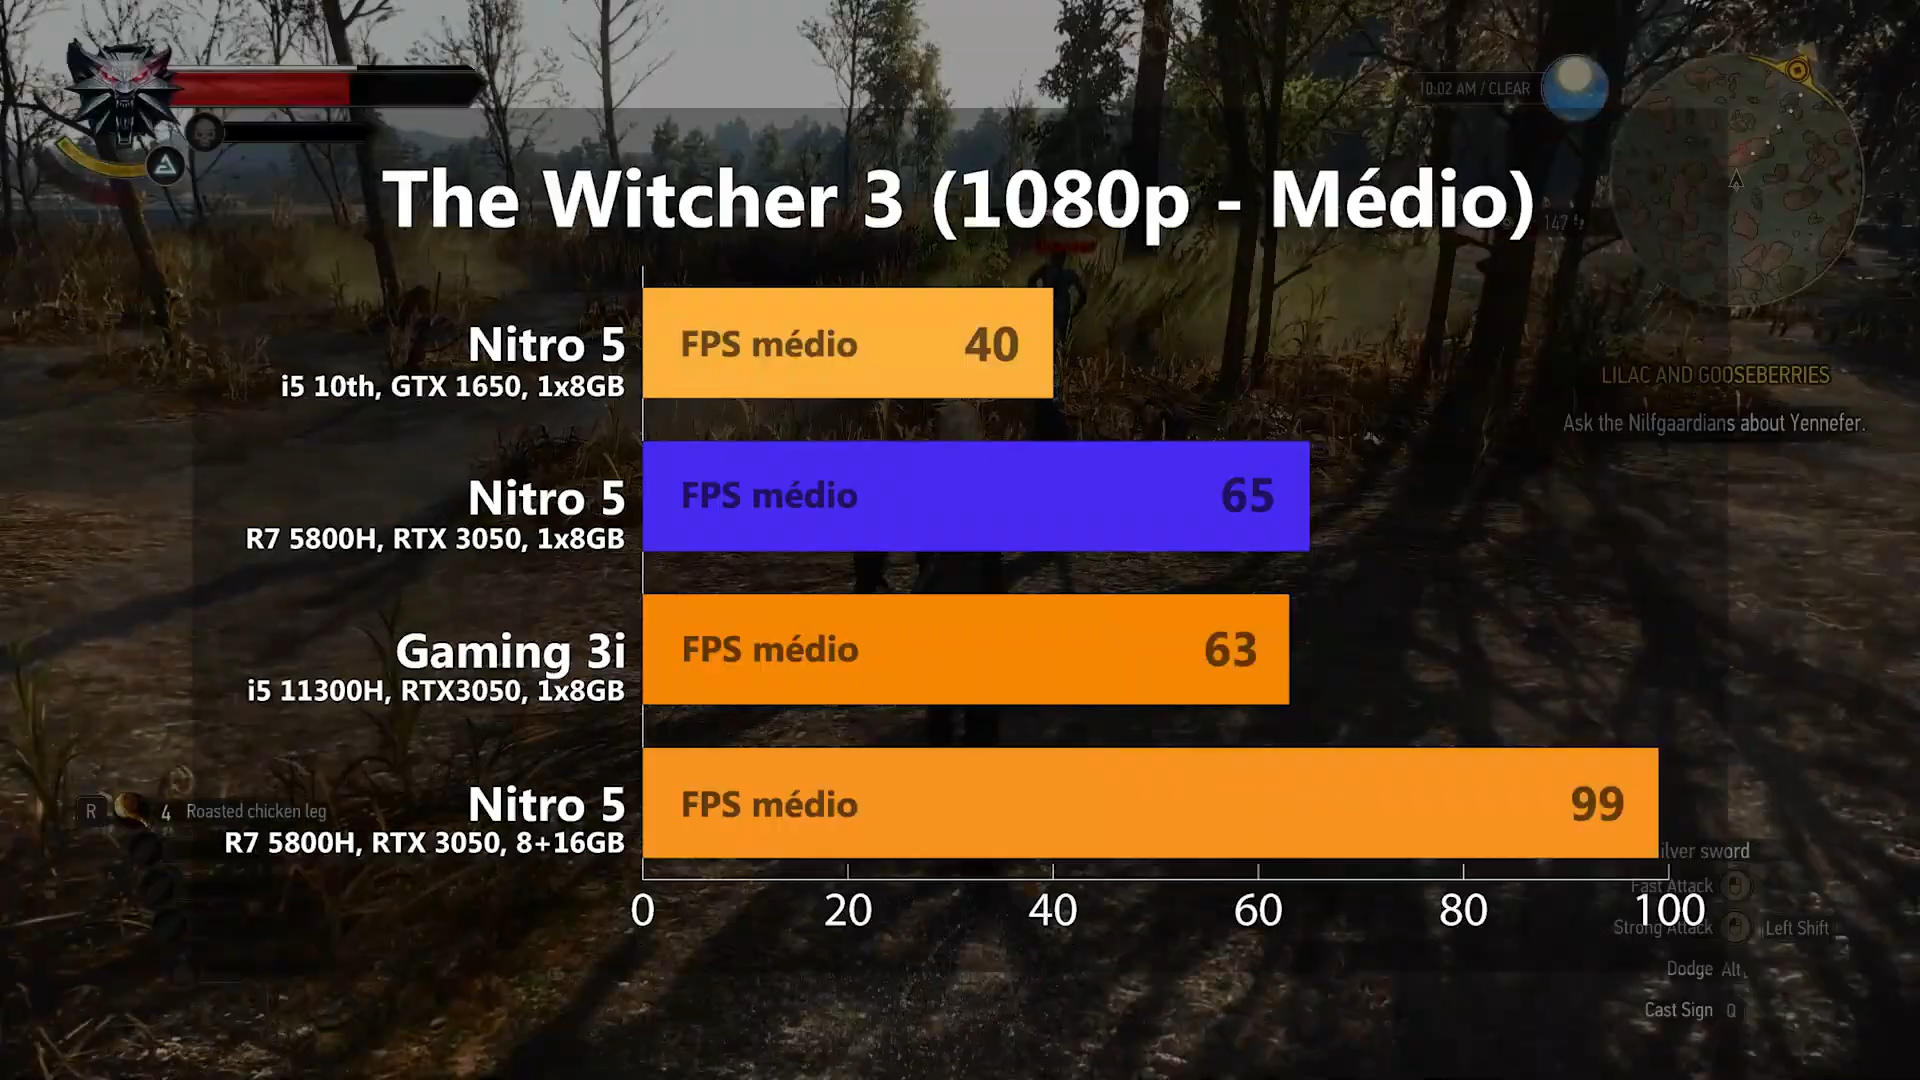 10:02 AM / CLEAR
The Witcher 3 (1080p - Médio)
147
Nitro 5
i5 10th, GTX 1650, 1x8GB
FPS médio 40
LILAC AND GOOSEBERRIES
Ask the Nilfgaardians about Yennefer.
Nitro 5
R7 5800H, RTX 3050, 1x8GB
FPS médio 65
Gaming 3i
i5 11300H, RTX3050, 1x8GB
FPS médio 63
R 4 Roasted chicken leg
Nitro 5
R7 5800H, RTX 3050, 8+16GB
FPS médio 99
0 20 40 60 80 100
ilver sword
Fast Attack
Strong Attack Left Shift
Dodge Alt
Cast Sign Q